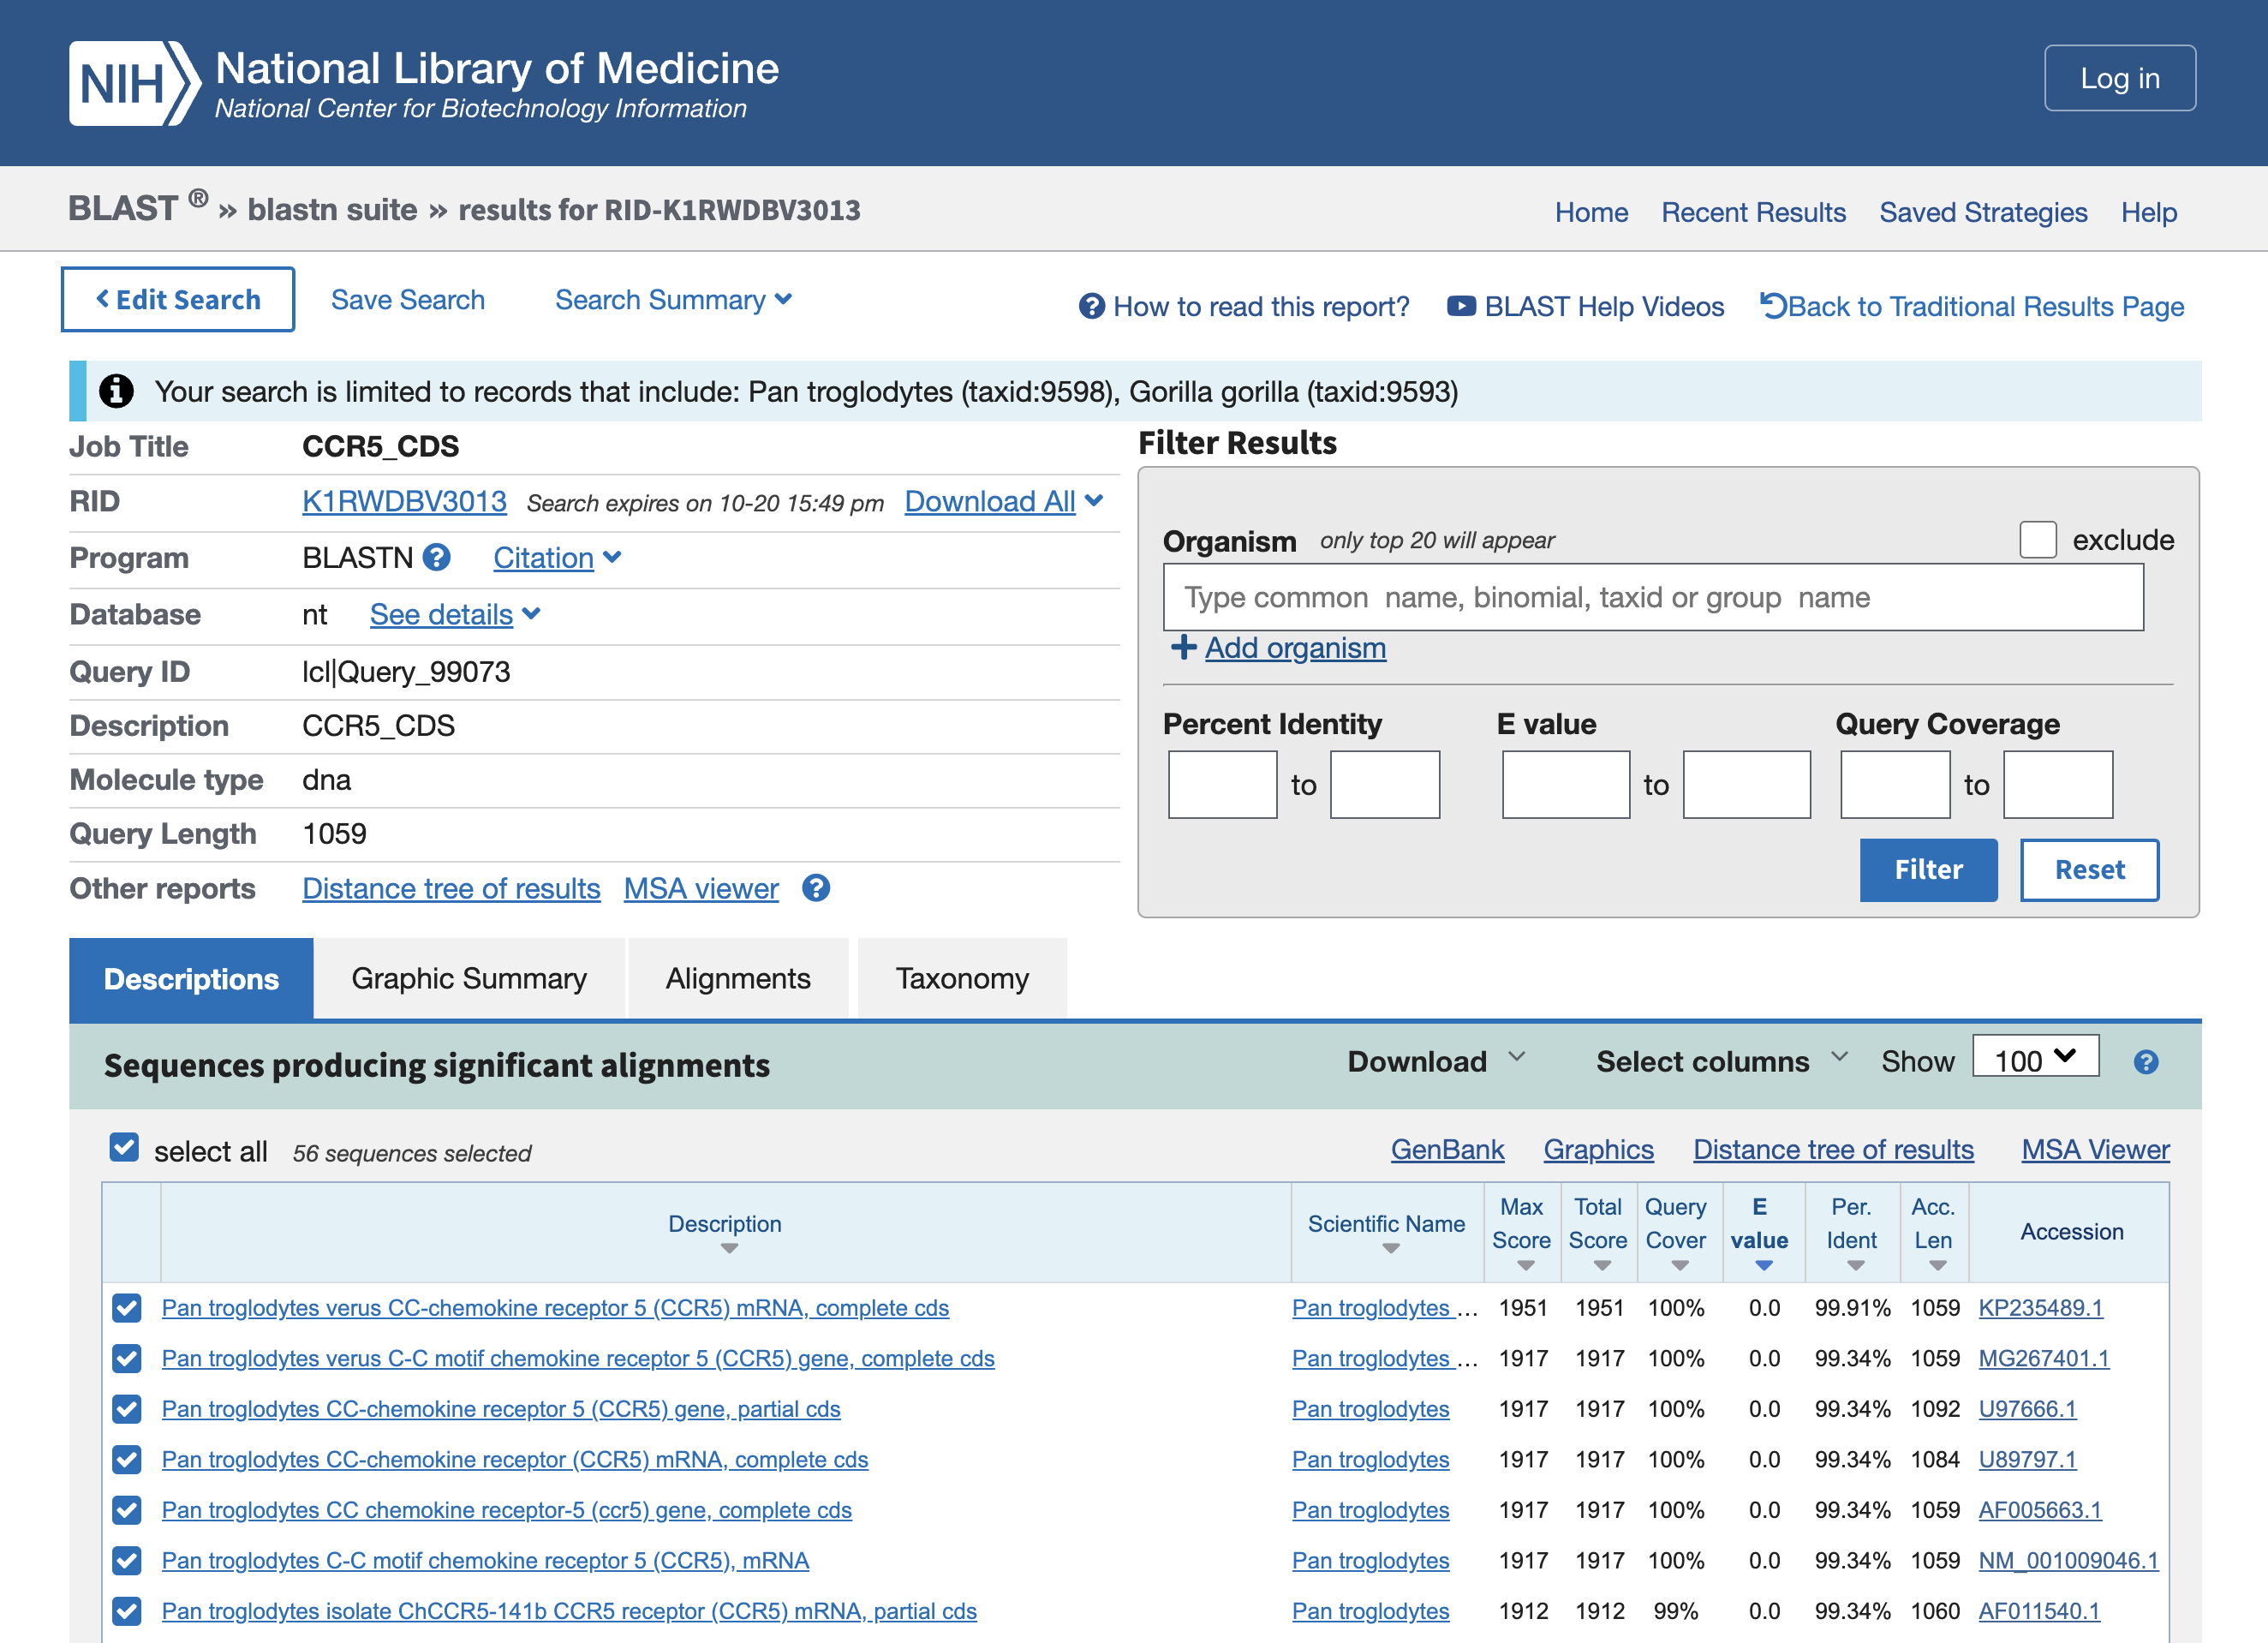 NIH National Library of Medicine
National Center for Biotechnology Information
Log in
BLAST ® » blastn suite » results for RID-K1RWDBV3013
Home Recent Results Saved Strategies Help
Edit Search Save Search Search Summary
How to read this report? BLAST Help Videos Back to Traditional Results Page
Your search is limited to records that include: Pan troglodytes (taxid:9598), Gorilla gorilla (taxid:9593)
Job Title CCR5_CDS
RID K1RWDBV3013 Search expires on 10-20 15:49 pm Download All
Program BLASTN Citation
Database nt See details
Query ID lcl|Query_99073
Description CCR5_CDS
Molecule type dna
Query Length 1059
Other reports Distance tree of results MSA viewer
Filter Results
Organism only top 20 will appear exclude
Type common name, binomial, taxid or group name
Add organism
Percent Identity E value Query Coverage
to to to
Filter Reset
Descriptions Graphic Summary Alignments Taxonomy
Sequences producing significant alignments Download Select columns Show 100
select all 56 sequences selected GenBank Graphics Distance tree of results MSA Viewer
Description Scientific Name Max Score Total Score Query Cover E value Per. Ident Acc. Len Accession
Pan troglodytes verus CC-chemokine receptor 5 (CCR5) mRNA, complete cds Pan troglodytes ... 1951 1951 100% 0.0 99.91% 1059 KP235489.1
Pan troglodytes verus C-C motif chemokine receptor 5 (CCR5) gene, complete cds Pan troglodytes ... 1917 1917 100% 0.0 99.34% 1059 MG267401.1
Pan troglodytes CC-chemokine receptor 5 (CCR5) gene, partial cds Pan troglodytes 1917 1917 100% 0.0 99.34% 1092 U97666.1
Pan troglodytes CC-chemokine receptor (CCR5) mRNA, complete cds Pan troglodytes 1917 1917 100% 0.0 99.34% 1084 U89797.1
Pan troglodytes CC chemokine receptor-5 (ccr5) gene, complete cds Pan troglodytes 1917 1917 100% 0.0 99.34% 1059 AF005663.1
Pan troglodytes C-C motif chemokine receptor 5 (CCR5), mRNA Pan troglodytes 1917 1917 100% 0.0 99.34% 1059 NM_001009046.1
Pan troglodytes isolate ChCCR5-141b CCR5 receptor (CCR5) mRNA, partial cds Pan troglodytes 1912 1912 99% 0.0 99.34% 1060 AF011540.1